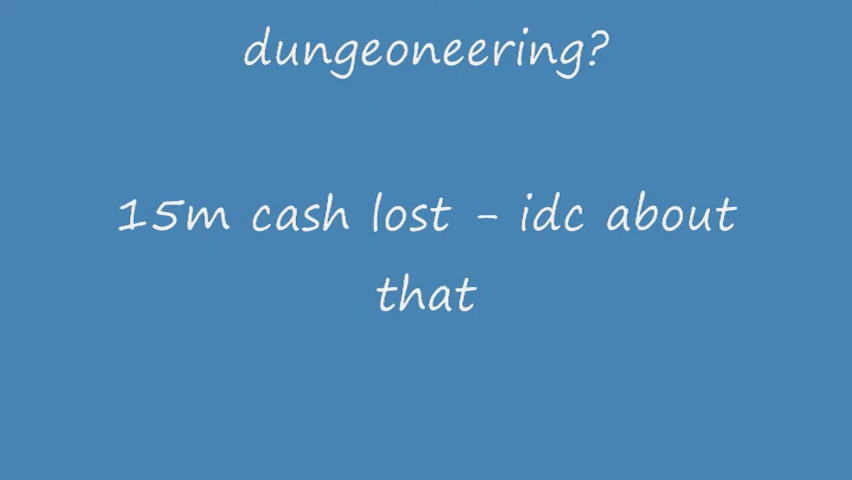 dungeoneering?
15m cash lost - idc about
that